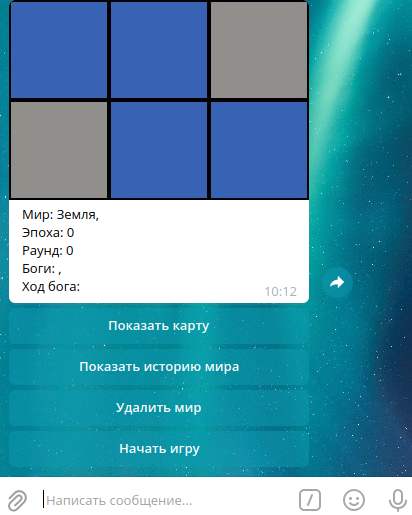 Мир: Земля,
Эпоха: 0
Раунд: 0
Боги: ,
Ход бога:
10:12
Показать карту
Показать историю мира
Удалить мир
Начать игру
Написать сообщение...